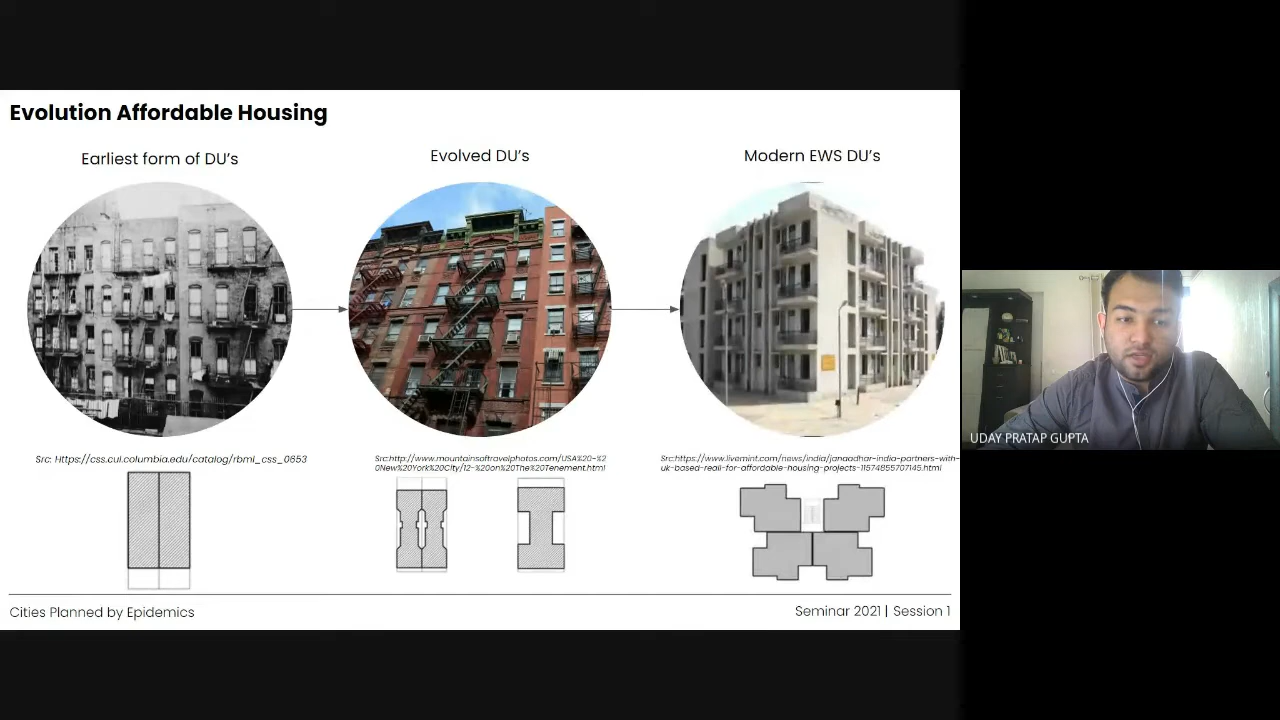 Evolution Affordable Housing
Earliest form of DU's
Evolved DU's
Modern EWS DU's
Src: Https://css.cul.columbia.edu/catalog/rbml_css_0653
Src:http://www.mountainsoftravelphotos.com/USA%20-%2
0New%20York%20City/12-%20on%20The%20Tenement.html
Src:https://www.livemint.com/news/india/janaadhar-india-partners-with-
uk-based-reall-for-affordable-housing-projects-11574855707145.html
Cities Planned by Epidemics
Seminar 2021 | Session 1
UDAY PRATAP GUPTA